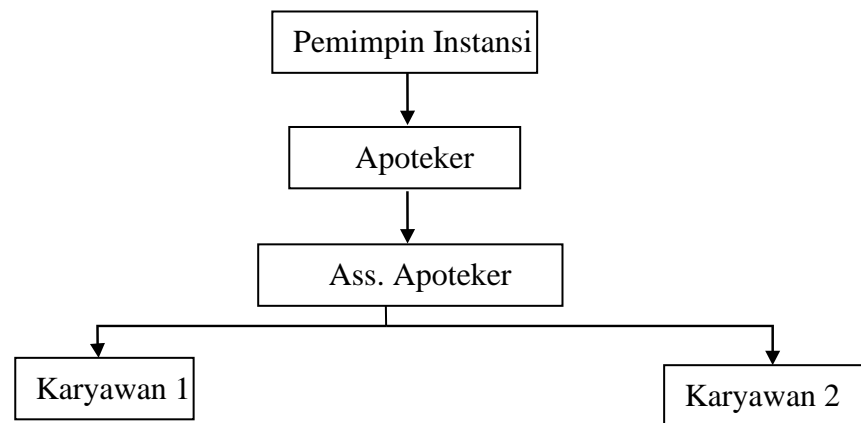 Pemimpin Instansi
Apoteker
Ass. Apoteker
Karyawan 1
Karyawan 2